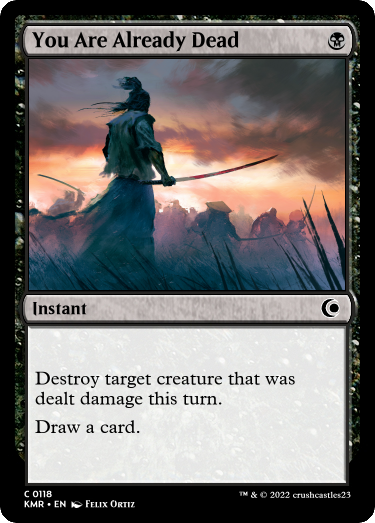 You Are Already Dead
Instant
Destroy target creature that was
dealt damage this turn.
Draw a card.
C 0118
KMR • EN Felix Ortiz
™ & © 2022 crushcastles23